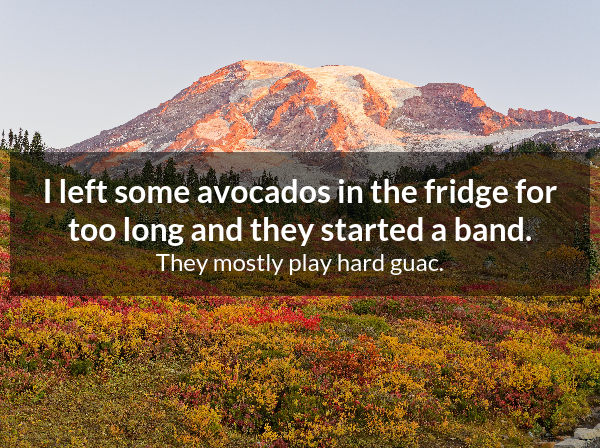 I left some avocados in the fridge for
too long and they started a band.
They mostly play hard guac.